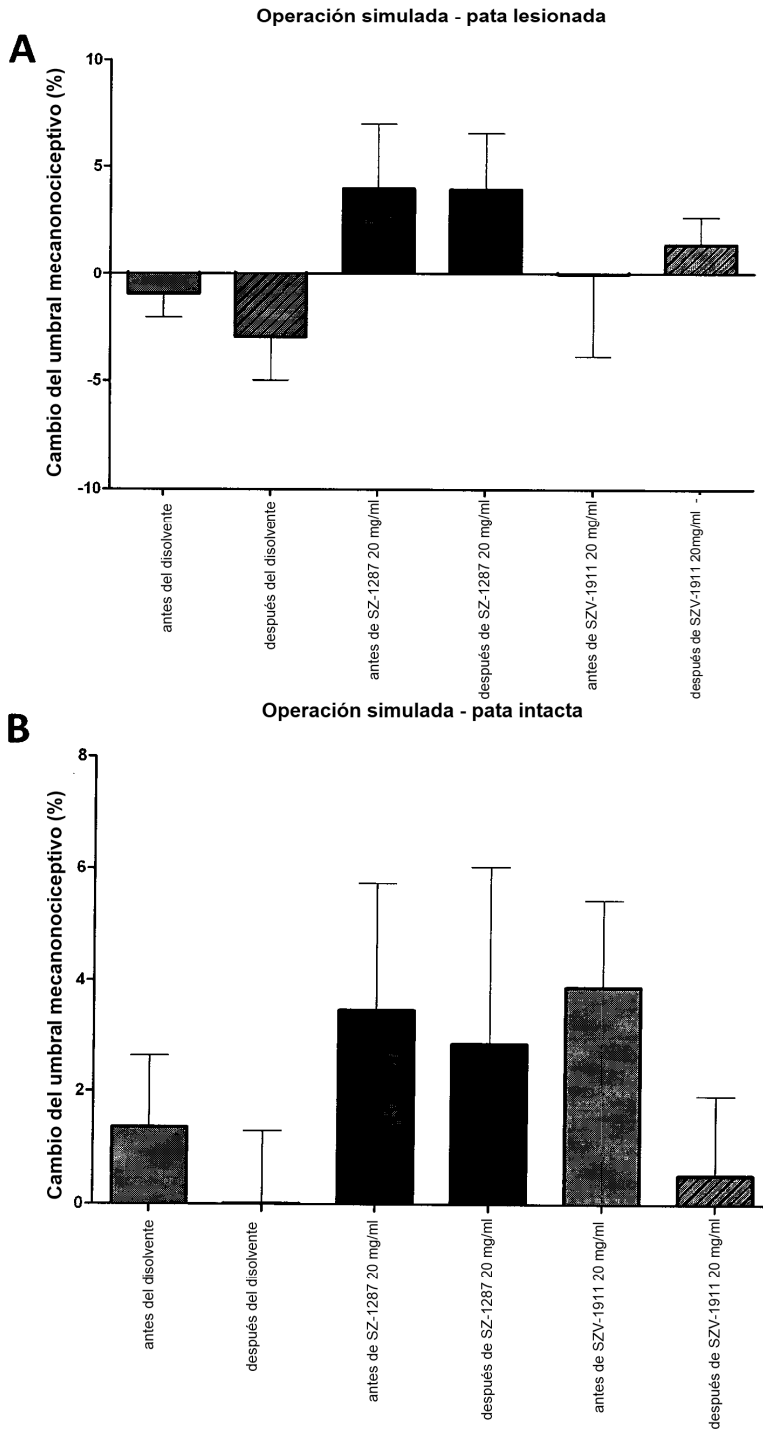 Operación simulada - pata lesionada
A
Cambio del umbral mecanonociceptivo (%)
10
5
0
-5
-10
antes del disolvente
después del disolvente
antes de SZ-1287 20 mg/ml
después de SZ-1287 20 mg/ml
antes de SZV-1911 20 mg/ml
después de SZV-1911 20mg/ml -
Operación simulada - pata intacta
B
Cambio del umbral mecanonociceptivo (%)
8
6
4
2
0
antes del disolvente
después del disolvente
antes de SZ-1287 20 mg/ml
después de SZ-1287 20 mg/ml
antes de SZV-1911 20 mg/ml
después de SZV-1911 20 mg/ml